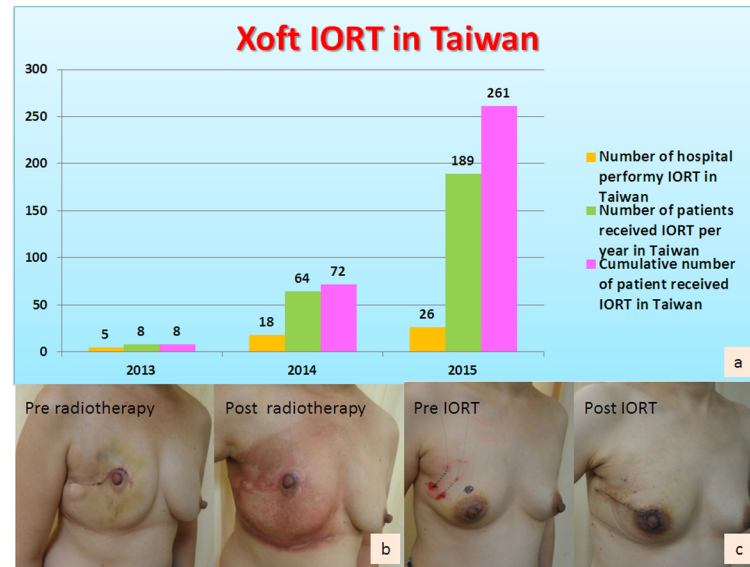 Xoft IORT in Taiwan
300
250
200
150
100
50
0
5
8
8
18
64
72
26
189
261
2013
2014
2015
Number of hospital
performy IORT in
Taiwan
Number of patients
received IORT per
year in Taiwan
Cumulative number
of patient received
IORT in Taiwan
a
Pre radiotherapy
Post radiotherapy
b
Pre IORT
Post IORT
c